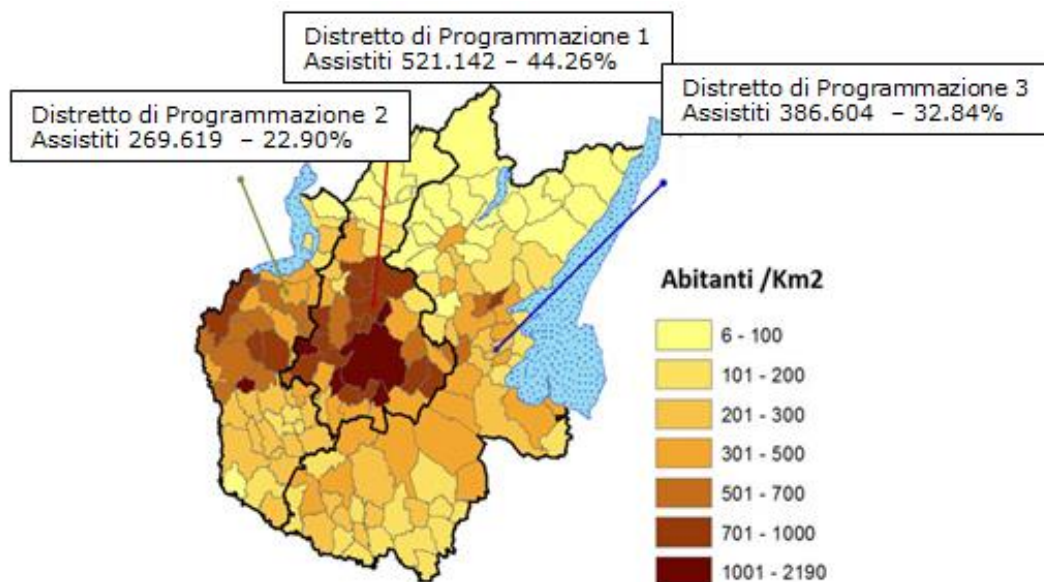 Distretto di Programmazione 1
Assistiti 521.142 – 44.26%
Distretto di Programmazione 2
Assistiti 269.619 – 22.90%
Distretto di Programmazione 3
Assistiti 386.604 – 32.84%
Abitanti /Km2
6 - 100
101 - 200
201 - 300
301 - 500
501 - 700
701 - 1000
1001 - 2190